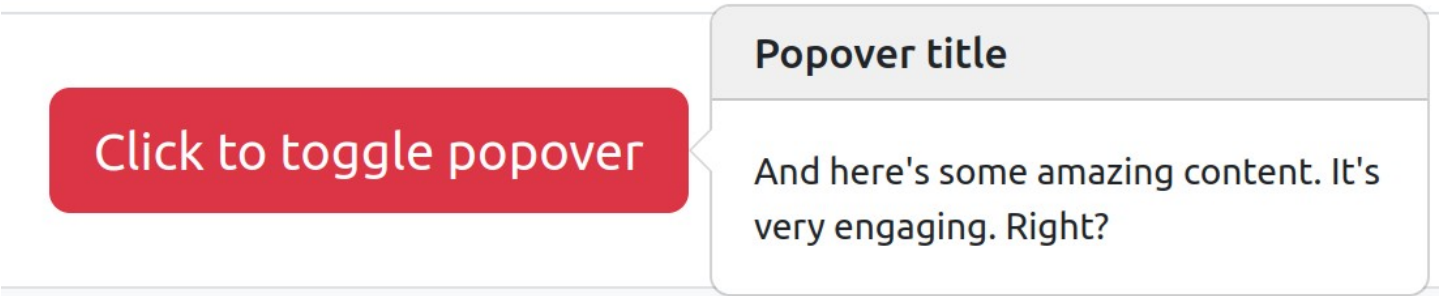 Click to toggle popover
Popover title
And here's some amazing content. It's
very engaging. Right?